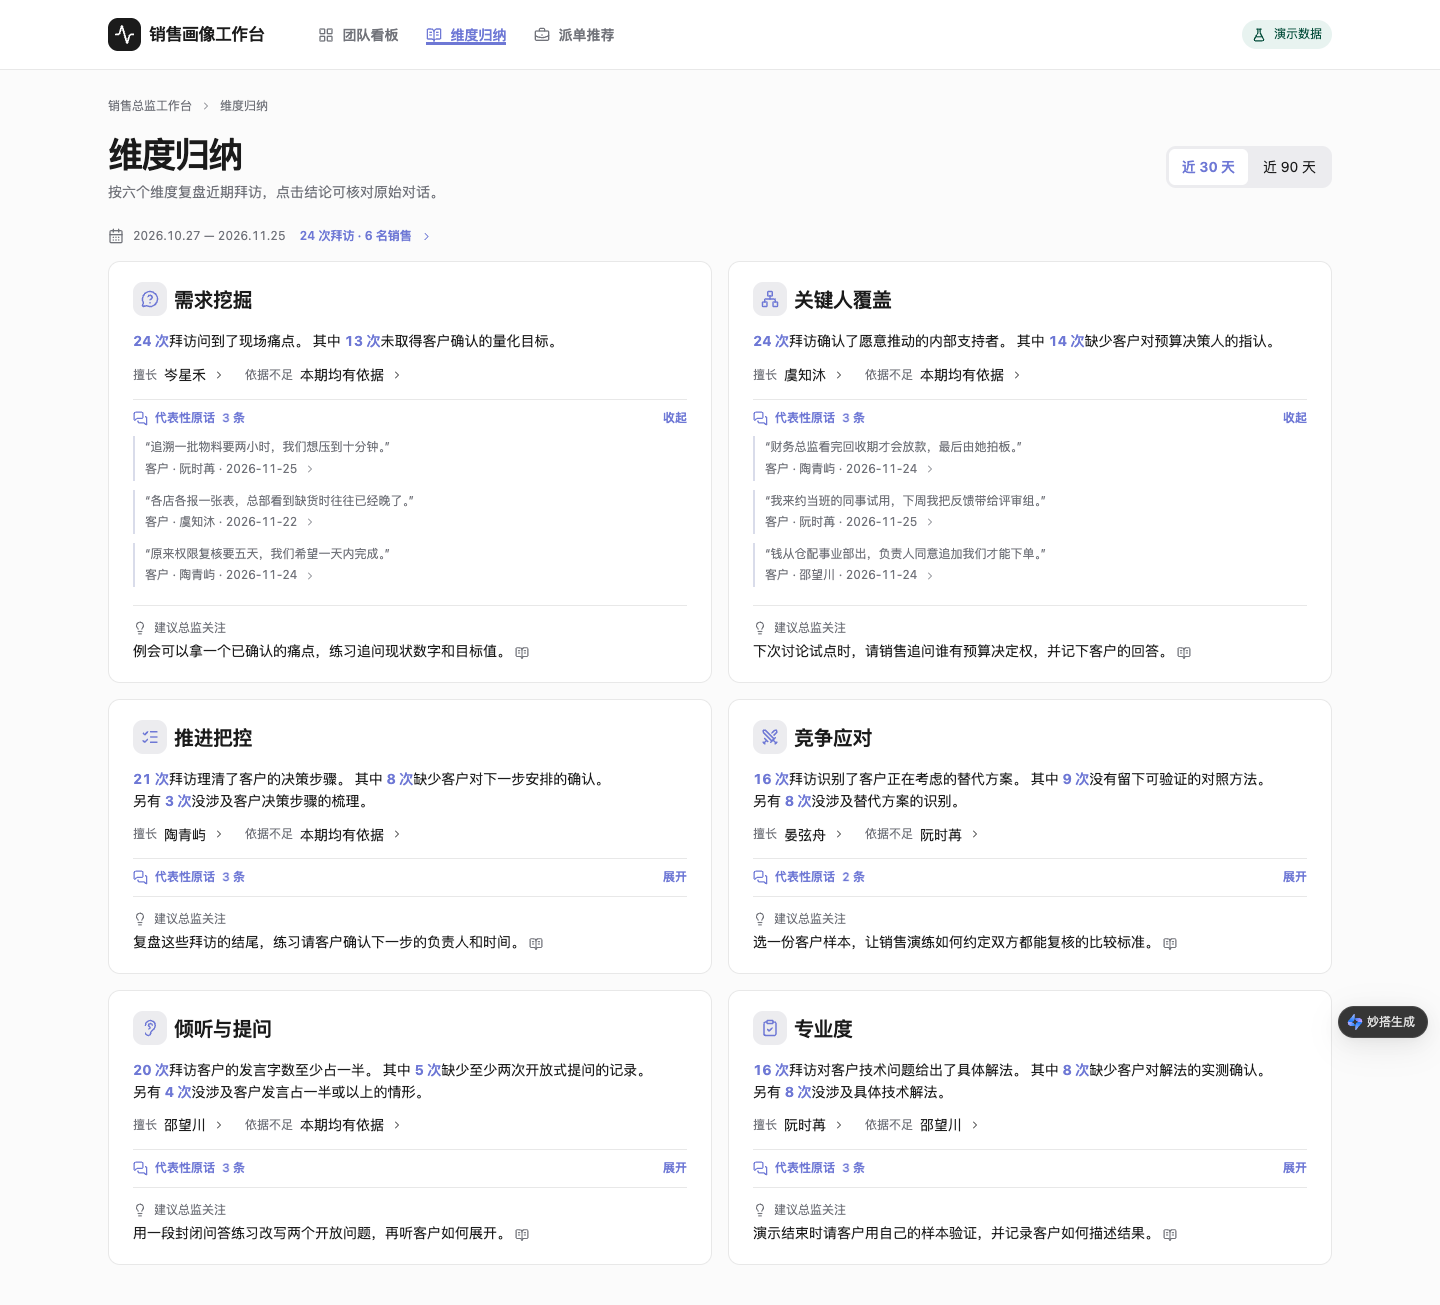 销售画像工作台
团队看板
维度归纳
派单推荐
演示数据
销售总监工作台 > 维度归纳
维度归纳
按六个维度复盘近期拜访，点击结论可核对原始对话。
近 30 天
近 90 天
2026.10.27 — 2026.11.25 24 次拜访 · 6 名销售
需求挖掘
24 次拜访问到了现场痛点。 其中 13 次未取得客户确认的量化目标。
擅长 岑星禾 依据不足 本期均有依据
代表性原话 3 条 收起
“追溯一批物料要两小时，我们想压到十分钟。”
客户 · 阮时苒 · 2026-11-25
“各店各报一张表，总部看到缺货时往往已经晚了。”
客户 · 虞知沐 · 2026-11-22
“原来权限复核要五天，我们希望一天内完成。”
客户 · 陶青屿 · 2026-11-24
建议总监关注
例会可以拿一个已确认的痛点，练习追问现状数字和目标值。
关键人覆盖
24 次拜访确认了愿意推动的内部支持者。 其中 14 次缺少客户对预算决策人的指认。
擅长 虞知沐 依据不足 本期均有依据
代表性原话 3 条 收起
“财务总监看完回收期才会放款，最后由她拍板。”
客户 · 陶青屿 · 2026-11-24
“我来约当班的同事试用，下周我把反馈带给评审组。”
客户 · 阮时苒 · 2026-11-25
“钱从仓配事业部出，负责人同意追加我们才能下单。”
客户 · 邵望川 · 2026-11-24
建议总监关注
下次讨论试点时，请销售追问谁有预算决定权，并记下客户的回答。
推进把控
21 次拜访理清了客户的决策步骤。 其中 8 次缺少客户对下一步安排的确认。
另有 3 次没涉及客户决策步骤的梳理。
擅长 陶青屿 依据不足 本期均有依据
代表性原话 3 条 展开
建议总监关注
复盘这些拜访的结尾，练习请客户确认下一步的负责人和时间。
竞争应对
16 次拜访识别了客户正在考虑的替代方案。 其中 9 次没有留下可验证的对照方法。
另有 8 次没涉及替代方案的识别。
擅长 晏弦舟 依据不足 阮时苒
代表性原话 2 条 展开
建议总监关注
选一份客户样本，让销售演练如何约定双方都能复核的比较标准。
倾听与提问
20 次拜访客户的发言字数至少占一半。 其中 5 次缺少至少两次开放式提问的记录。
另有 4 次没涉及客户发言占一半或以上的情形。
擅长 邵望川 依据不足 本期均有依据
代表性原话 3 条 展开
建议总监关注
用一段封闭问答练习改写两个开放问题，再听客户如何展开。
专业度
16 次拜访对客户技术问题给出了具体解法。 其中 8 次缺少客户对解法的实测确认。
另有 8 次没涉及具体技术解法。
擅长 阮时苒 依据不足 邵望川
代表性原话 3 条 展开
建议总监关注
演示结束时请客户用自己的样本验证，并记录客户如何描述结果。
妙搭生成